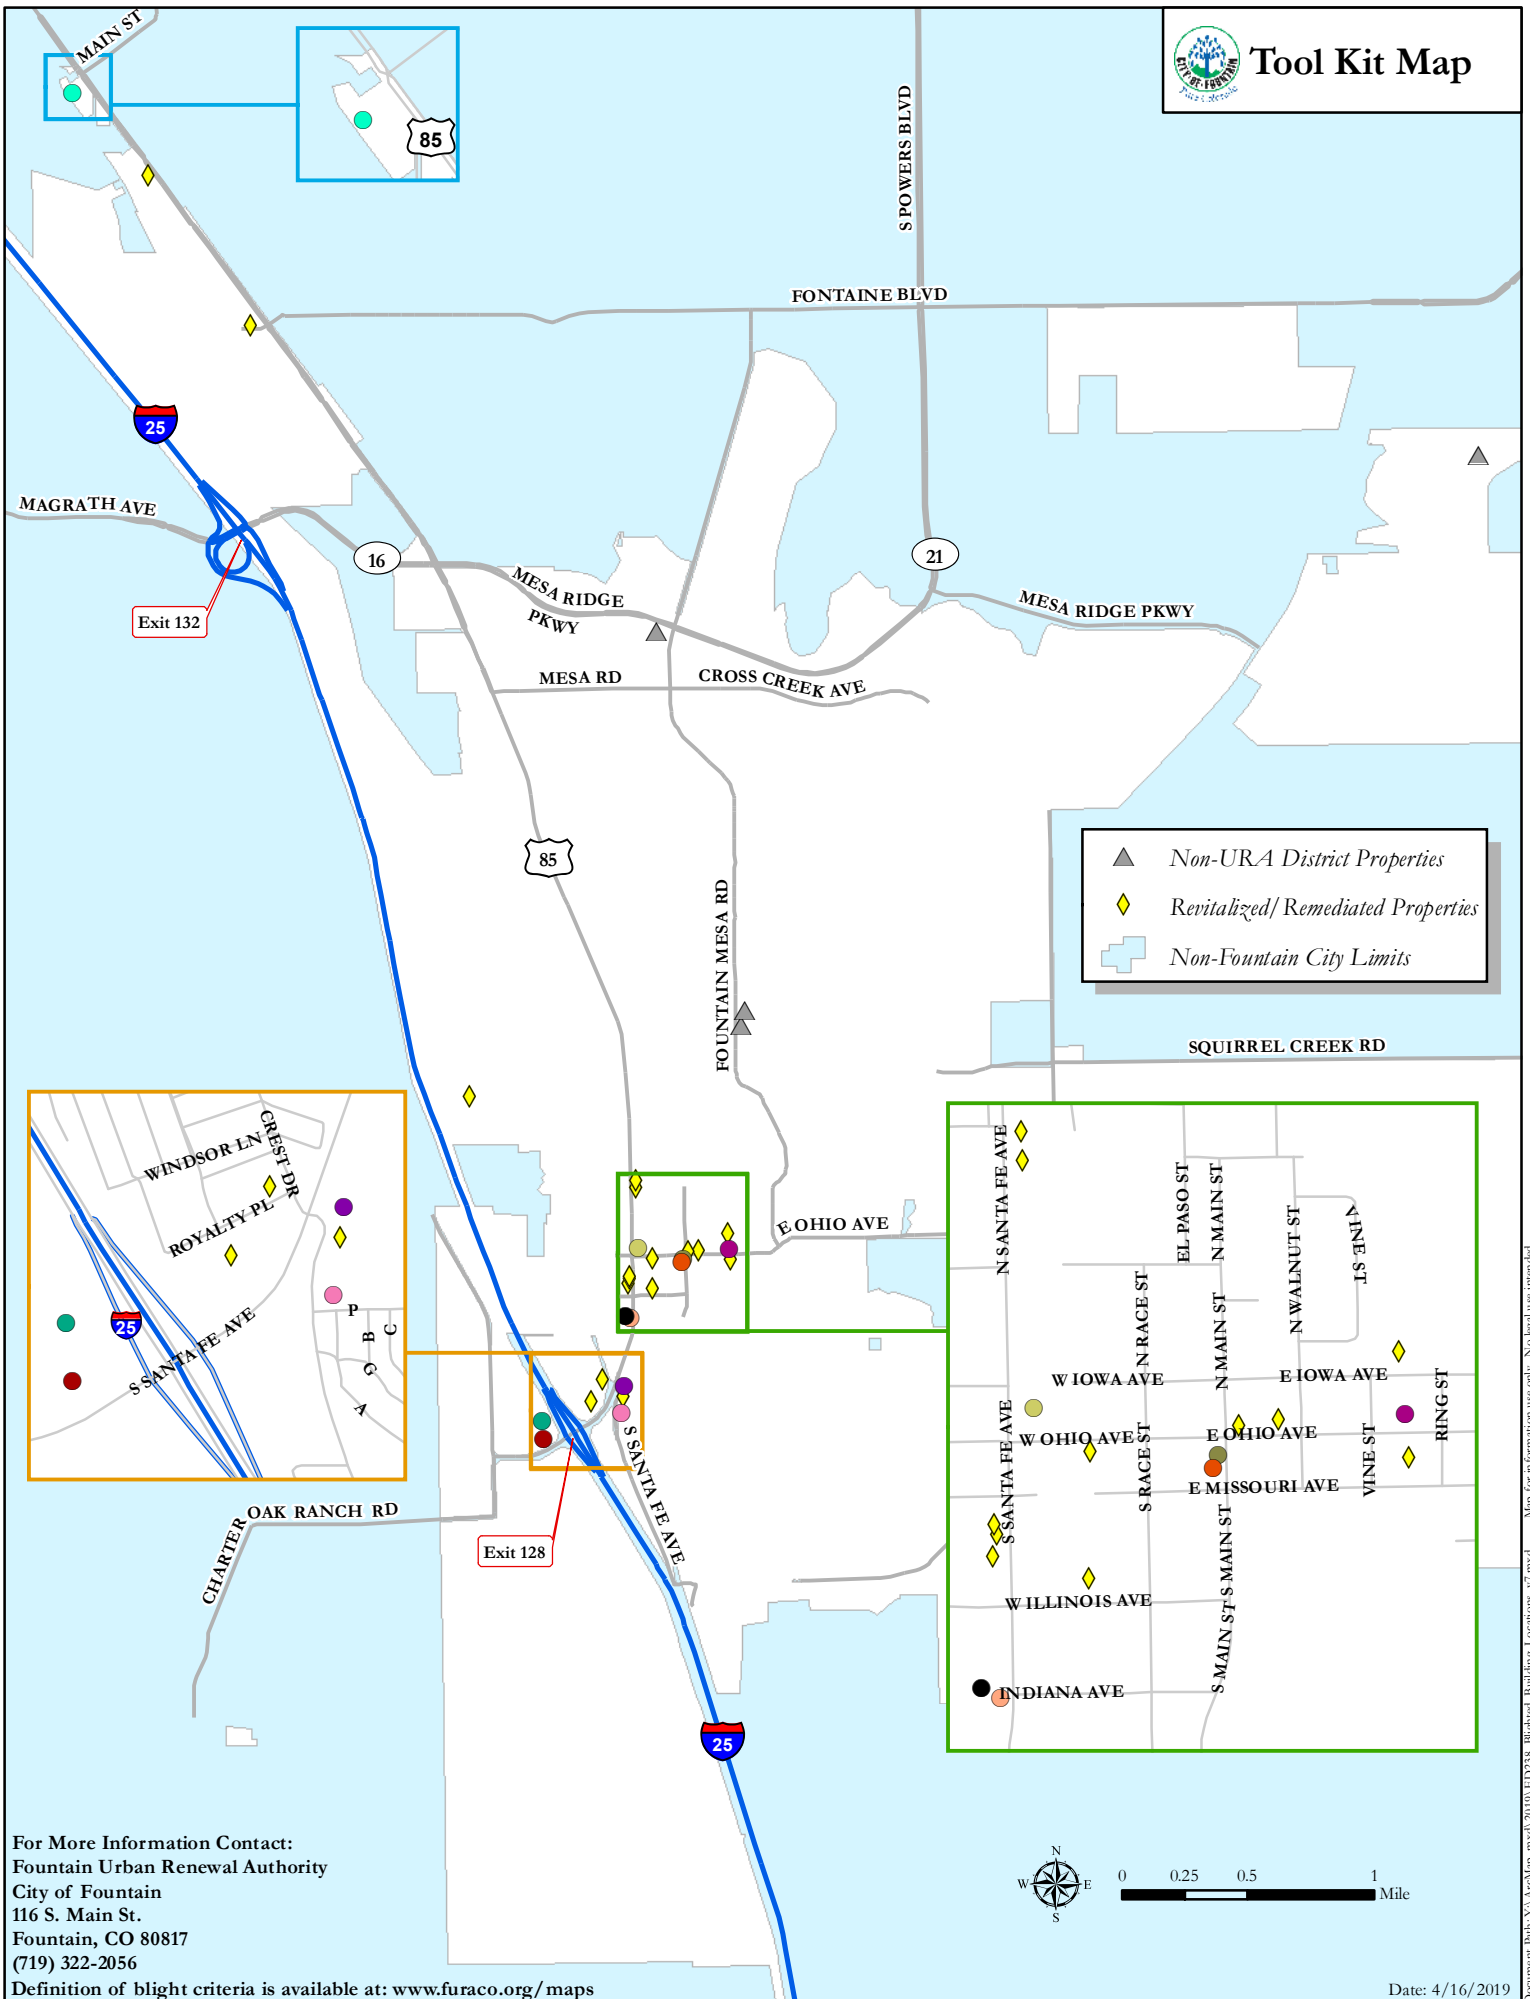 Tool Kit Map
CITY OF FOUNTAIN
MAIN ST
85
S POWERS BLVD
FONTAINE BLVD
25
MAGRATH AVE
16
21
MESA RIDGE
PKWY
MESA RIDGE PKWY
Exit 132
MESA RD
CROSS CREEK AVE
85
FOUNTAIN MESA RD
Non-URA District Properties
Revitalized/Remediated Properties
Non-Fountain City Limits
SQUIRREL CREEK RD
WINDSOR LN
CREST DR
ROYALTY PL
S SANTA FE AVE
25
P
B
C
G
A
E OHIO AVE
S SANTA FE AVE
OAK RANCH RD
CHARTER
Exit 128
N SANTA FE AVE
EL PASO ST
N MAIN ST
N WALNUT ST
VINE ST
N RACE ST
N MAIN ST
W IOWA AVE
E IOWA AVE
RING ST
S SANTA FE AVE
W OHIO AVE
E OHIO AVE
S RACE ST
VINE ST
E MISSOURI AVE
S MAIN ST
W ILLINOIS AVE
S MAIN ST
INDIANA AVE
25
For More Information Contact:
Fountain Urban Renewal Authority
City of Fountain
116 S. Main St.
Fountain, CO 80817
(719) 322-2056
Definition of blight criteria is available at: www.furaco.org/maps
N
W
E
S
0 0.25 0.5 1
Mile
Date: 4/16/2019